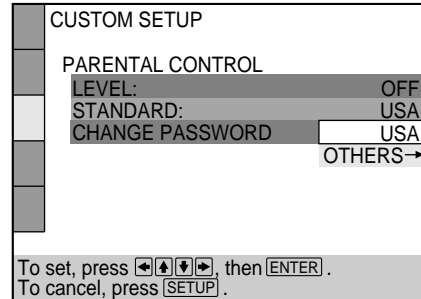 CUSTOM SETUP
PARENTAL CONTROL
LEVEL: OFF
STANDARD: USA
CHANGE PASSWORD USA
OTHERS→
To set, press ←↑↓→, then ENTER .
To cancel, press SETUP .